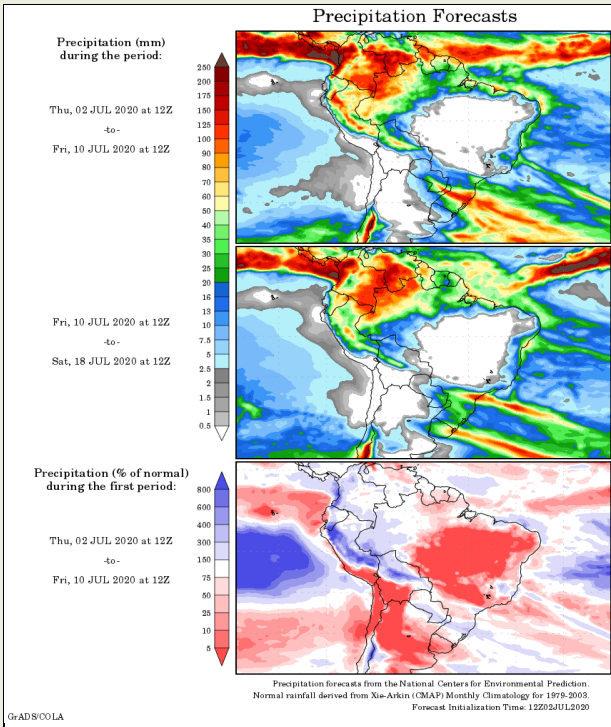 Precipitation Forecasts
Precipitation (mm)
during the period:
Thu, 02 JUL 2020 at 12Z
-to-
Fri, 10 JUL 2020 at 12Z
250
200
175
150
125
100
90
80
70
60
50
40
35
30
25
20
16
13
10
7.5
5
2.5
2
1.5
1
0.5
Fri, 10 JUL 2020 at 12Z
-to-
Sat, 18 JUL 2020 at 12Z
Precipitation (% of normal)
during the first period:
Thu, 02 JUL 2020 at 12Z
-to-
Fri, 10 JUL 2020 at 12Z
800
600
400
300
150
75
50
25
10
5
Precipitation forecasts from the National Centers for Environmental Prediction.
Normal rainfall derived from Xie-Arkin (CMAP) Monthly Climatology for 1979-2003.
Forecast Initialization Time: 12Z02JUL2020
GrADS/COLA